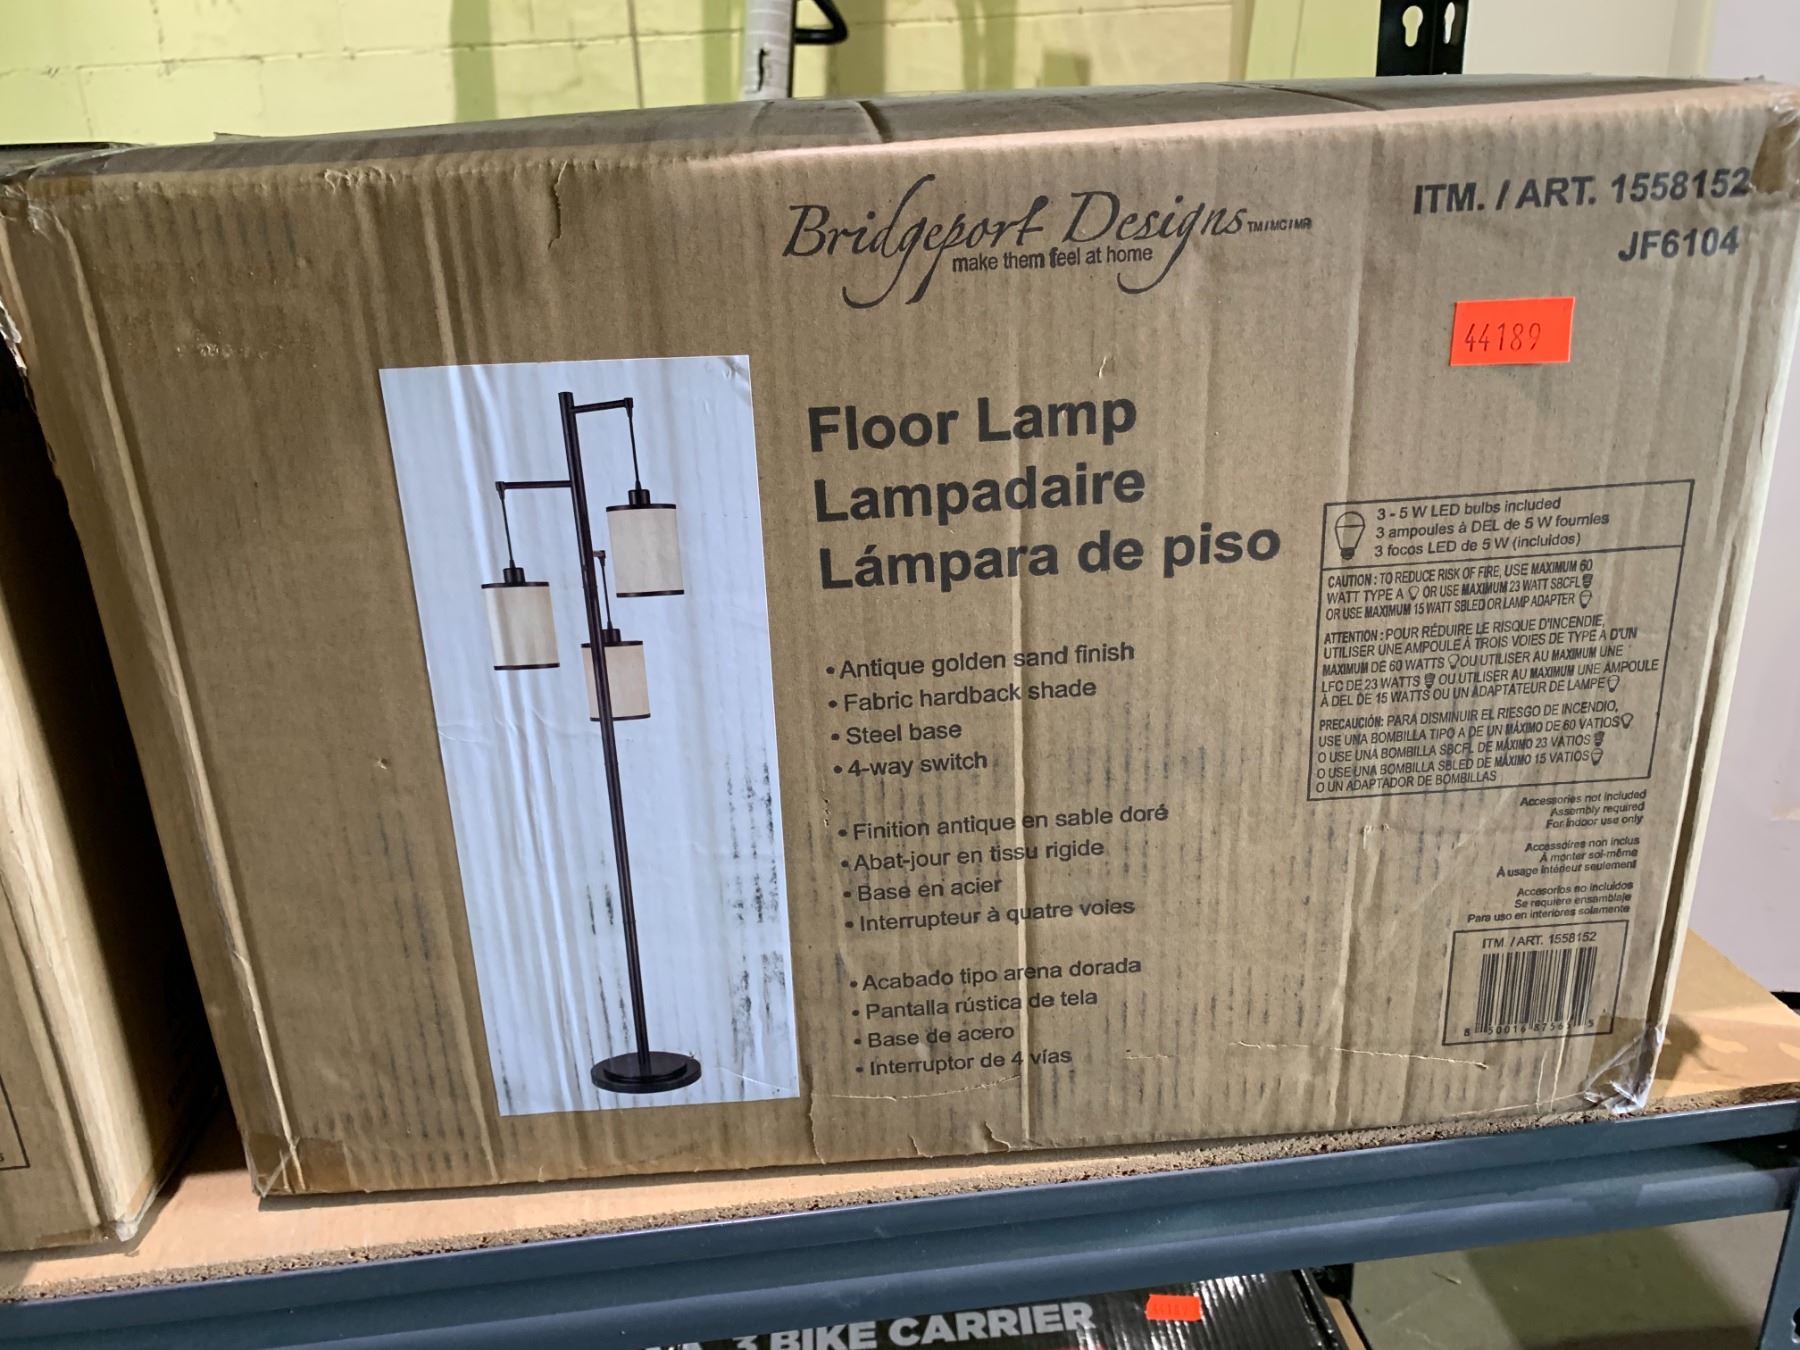 Bridgeport Designs TM/MC/MR
make them feel at home
ITM. / ART. 1558152
JF6104
44189
Floor Lamp
Lampadaire
Lámpara de piso
• Antique golden sand finish
• Fabric hardback shade
• Steel base
• 4-way switch
• Finition antique en sable doré
• Abat-jour en tissu rigide
• Base en acier
• Interrupteur à quatre voies
• Acabado tipo arena dorada
• Pantalla rústica de tela
• Base de acero
• Interruptor de 4 vías
3 - 5 W LED bulbs included
3 ampoules à DEL de 5 W fournies
3 focos LED de 5 W (incluidos)
CAUTION : TO REDUCE RISK OF FIRE, USE MAXIMUM 60
WATT TYPE A OR USE MAXIMUM 23 WATT SBCFL
OR USE MAXIMUM 15 WATT SBLED OR LAMP ADAPTER
ATTENTION : POUR RÉDUIRE LE RISQUE D'INCENDIE,
UTILISER UNE AMPOULE À TROIS VOIES DE TYPE A D'UN
MAXIMUM DE 60 WATTS OU UTILISER AU MAXIMUM UNE
LFC DE 23 WATTS OU UTILISER AU MAXIMUM UNE AMPOULE
À DEL DE 15 WATTS OU UN ADAPTATEUR DE LAMPE
PRECAUCIÓN: PARA DISMINUIR EL RIESGO DE INCENDIO,
USE UNA BOMBILLA TIPO A DE UN MÁXIMO DE 60 VATIOS
O USE UNA BOMBILLA SBCFL DE MÁXIMO 23 VATIOS
O USE UNA BOMBILLA SBLED DE MÁXIMO 15 VATIOS
O UN ADAPTADOR DE BOMBILLAS
Accessories not included
Assembly required
For indoor use only
Accessoires non inclus
À monter soi-même
À usage intérieur seulement
Accesorios no incluidos
Se requiere ensamblaje
Para uso en interiores solamente
ITM. / ART. 1558152
3 BIKE CARRIER